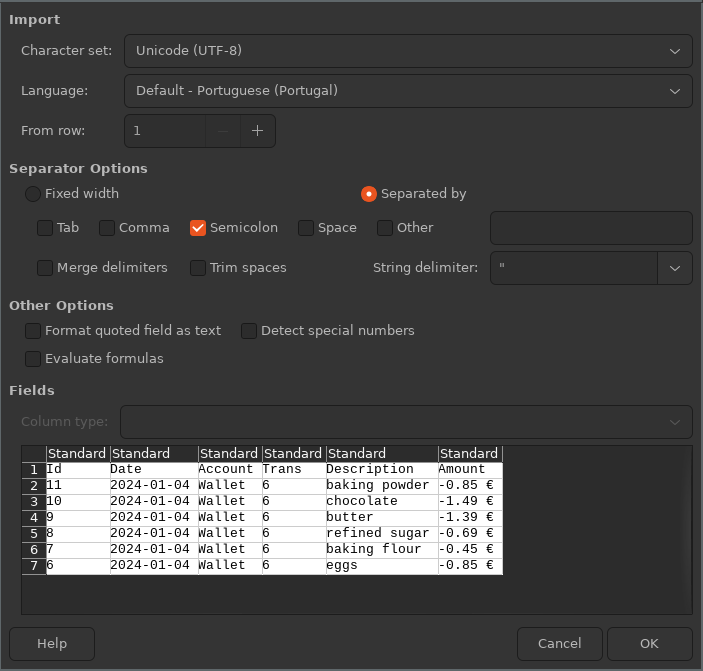 Import
Character set: Unicode (UTF-8)
Language: Default - Portuguese (Portugal)
From row: 1 − +
Separator Options
Fixed width Separated by
Tab Comma Semicolon Space Other
Merge delimiters Trim spaces String delimiter: "
Other Options
Format quoted field as text Detect special numbers
Evaluate formulas
Fields
Column type:
Standard Standard Standard Standard Standard Standard
1 Id Date Account Trans Description Amount
2 11 2024-01-04 Wallet 6 baking powder -0.85 €
3 10 2024-01-04 Wallet 6 chocolate -1.49 €
4 9 2024-01-04 Wallet 6 butter -1.39 €
5 8 2024-01-04 Wallet 6 refined sugar -0.69 €
6 7 2024-01-04 Wallet 6 baking flour -0.45 €
7 6 2024-01-04 Wallet 6 eggs -0.85 €
Help Cancel OK